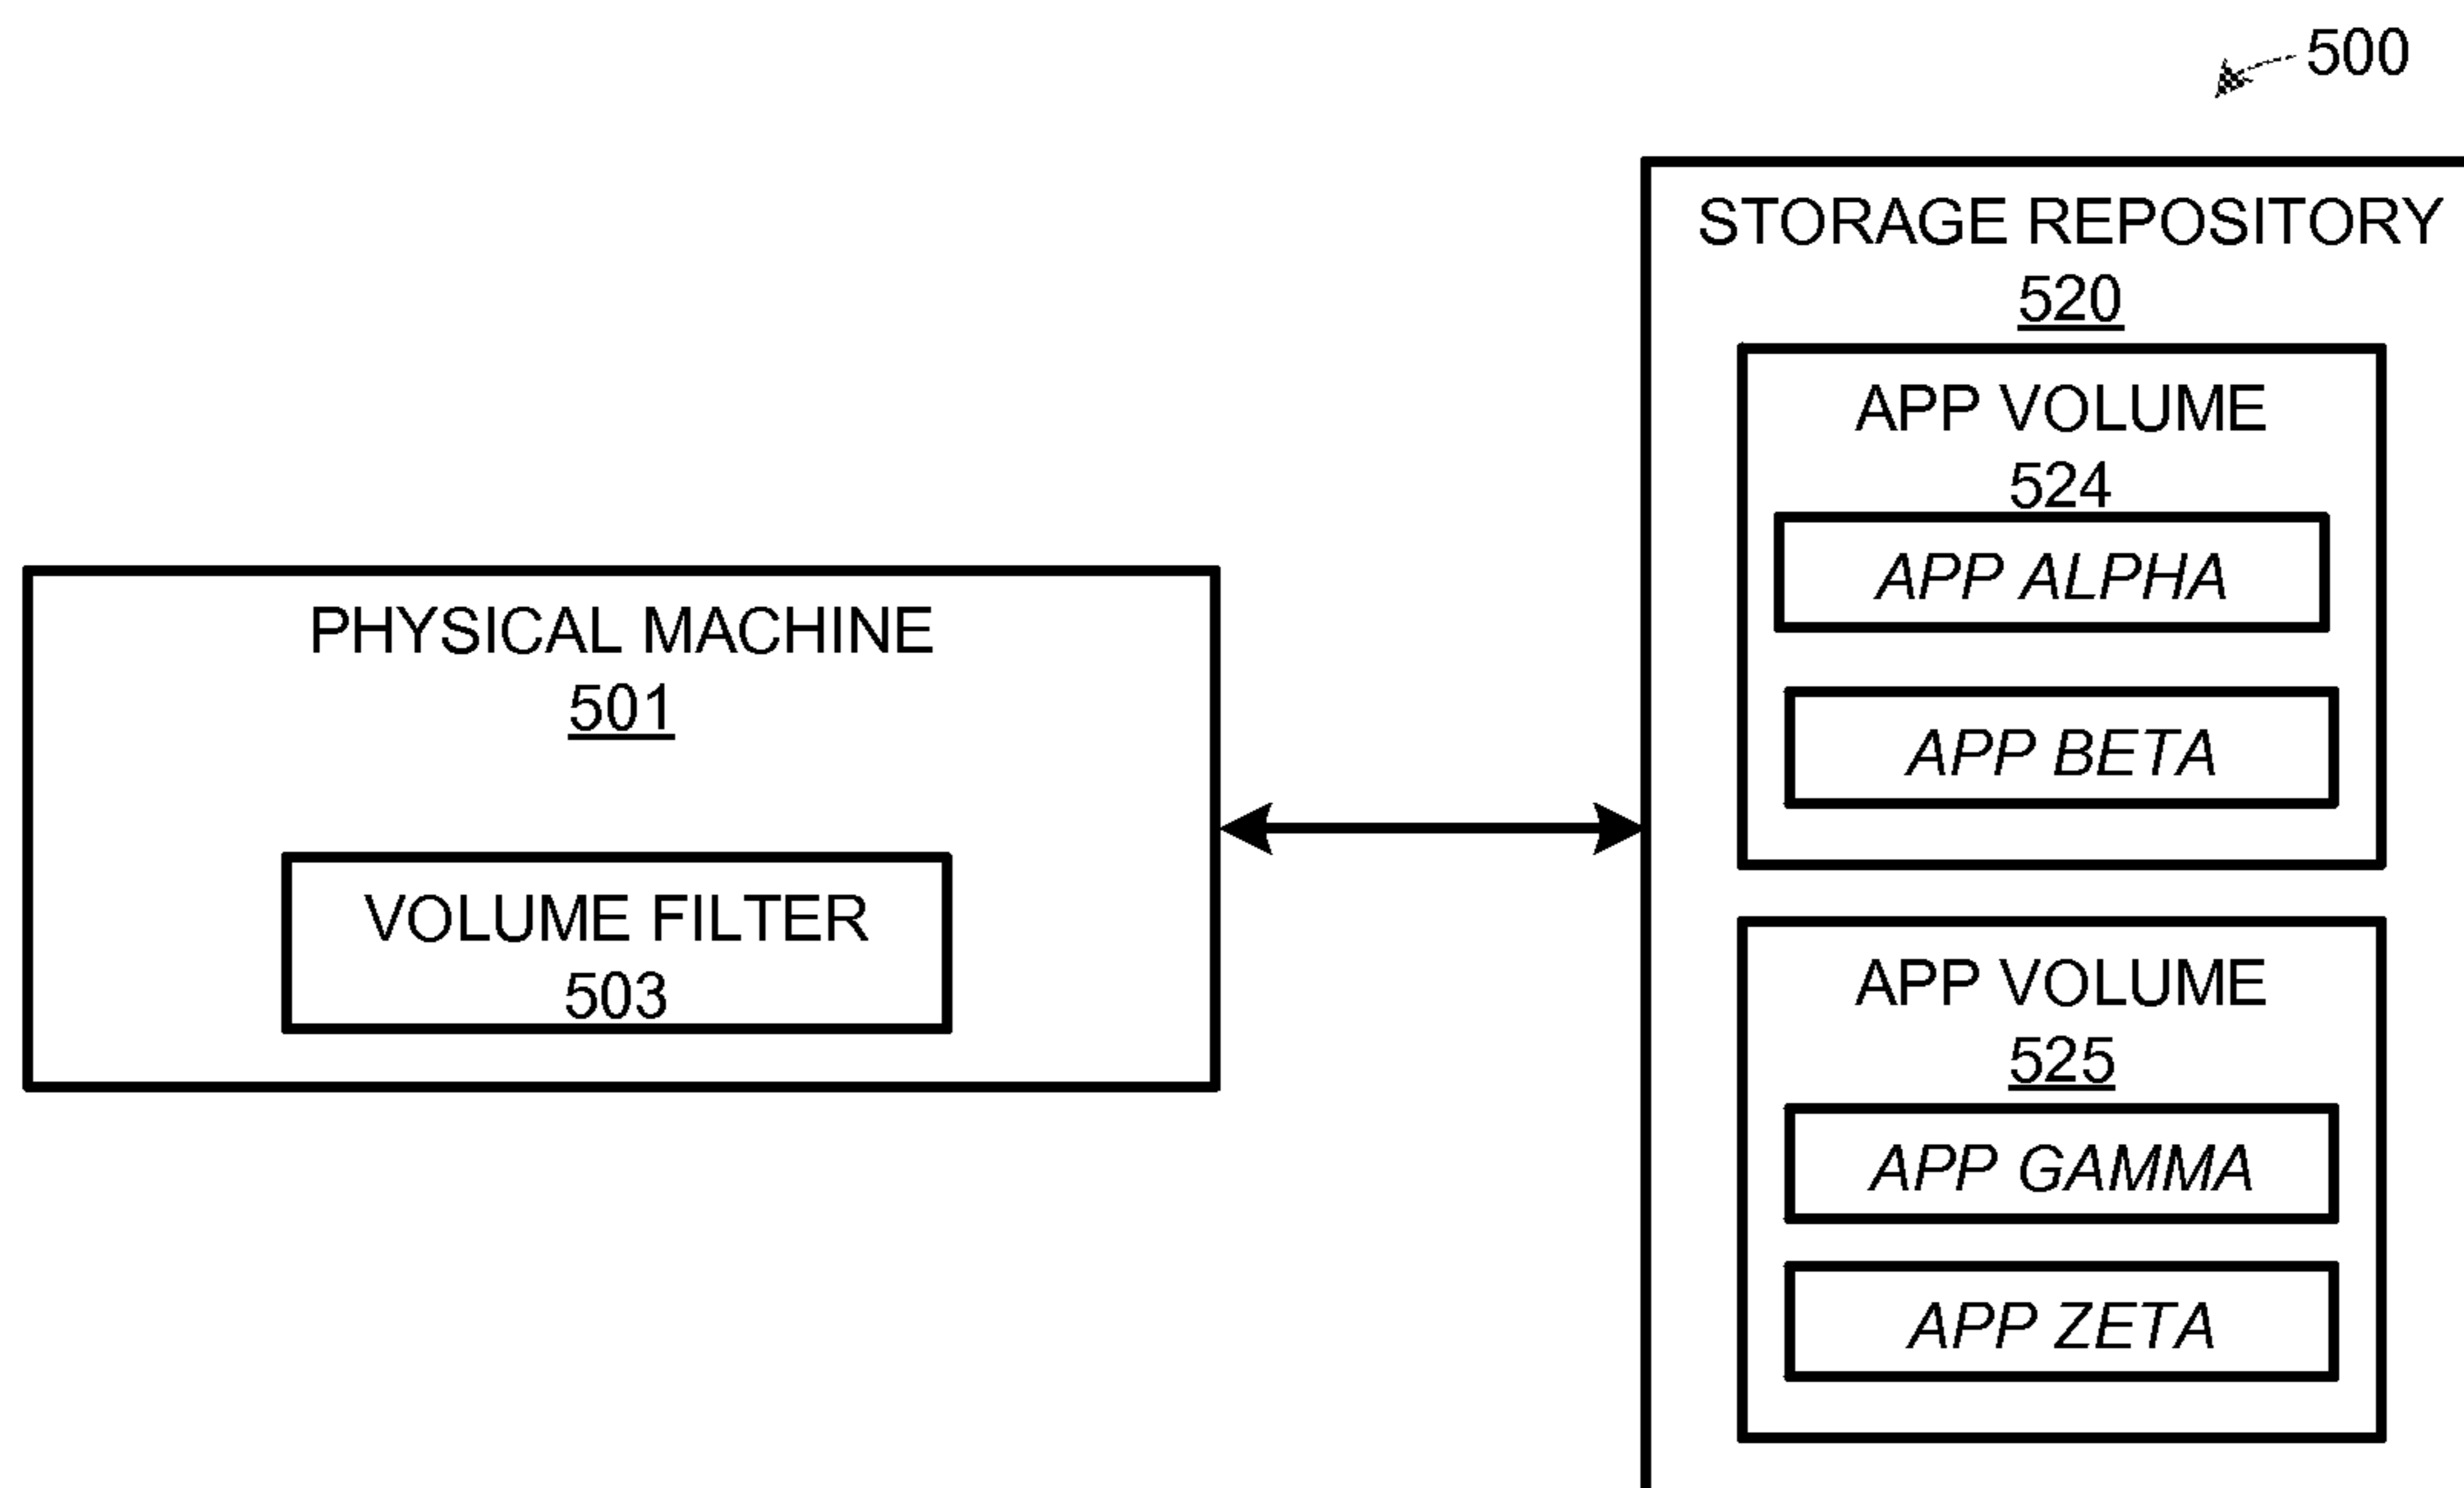 500
STORAGE REPOSITORY
520
APP VOLUME
524
APP ALPHA
APP BETA
PHYSICAL MACHINE
501
VOLUME FILTER
503
APP VOLUME
525
APP GAMMA
APP ZETA